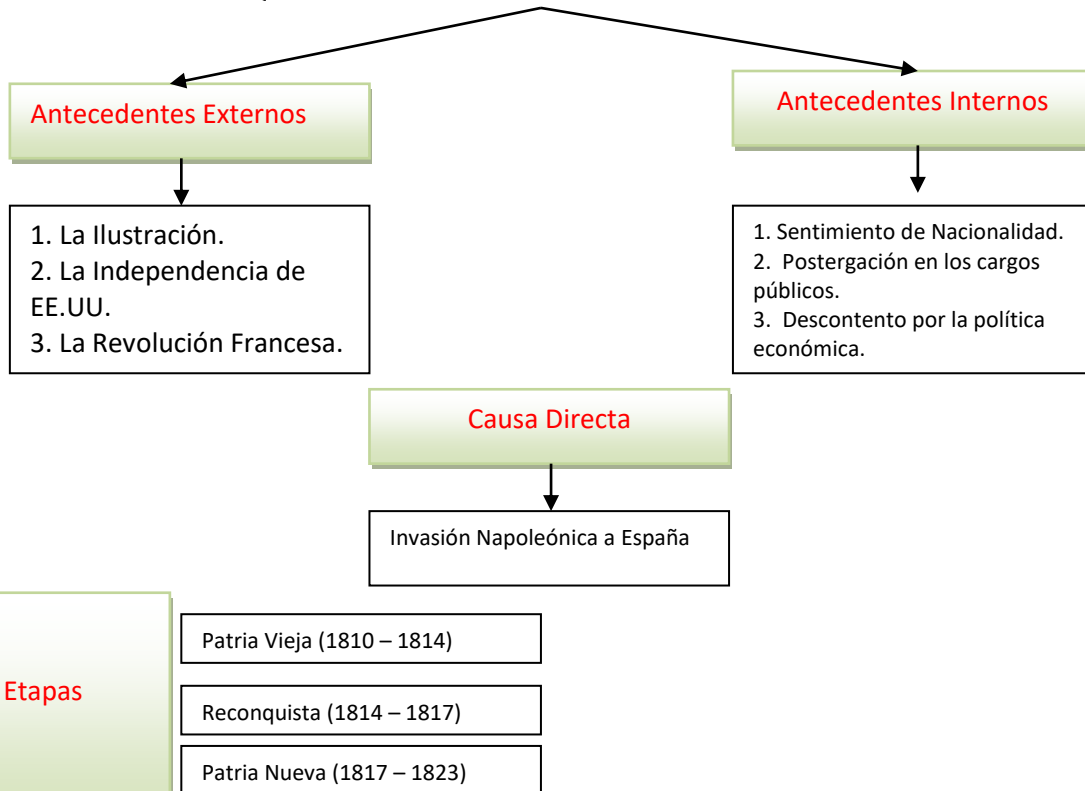 Antecedentes Externos
Antecedentes Internos
1. La Ilustración.
2. La Independencia de
EE.UU.
3. La Revolución Francesa.
1. Sentimiento de Nacionalidad.
2. Postergación en los cargos
públicos.
3. Descontento por la política
económica.
Causa Directa
Invasión Napoleónica a España
Etapas
Patria Vieja (1810 – 1814)
Reconquista (1814 – 1817)
Patria Nueva (1817 – 1823)